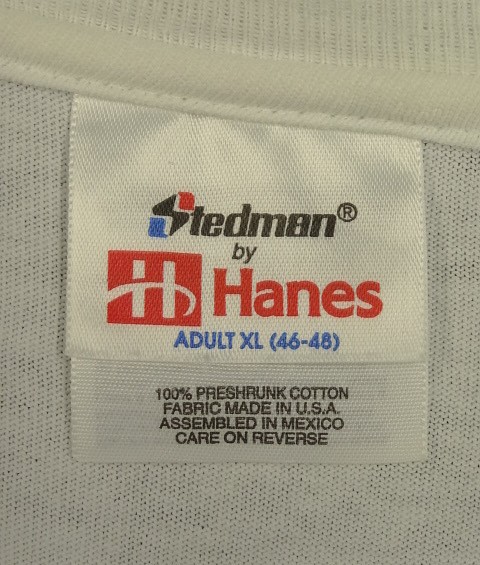 Stedman®
by
H Hanes
ADULT XL (46-48)
100% PRESHRUNK COTTON
FABRIC MADE IN U.S.A.
ASSEMBLED IN MEXICO
CARE ON REVERSE